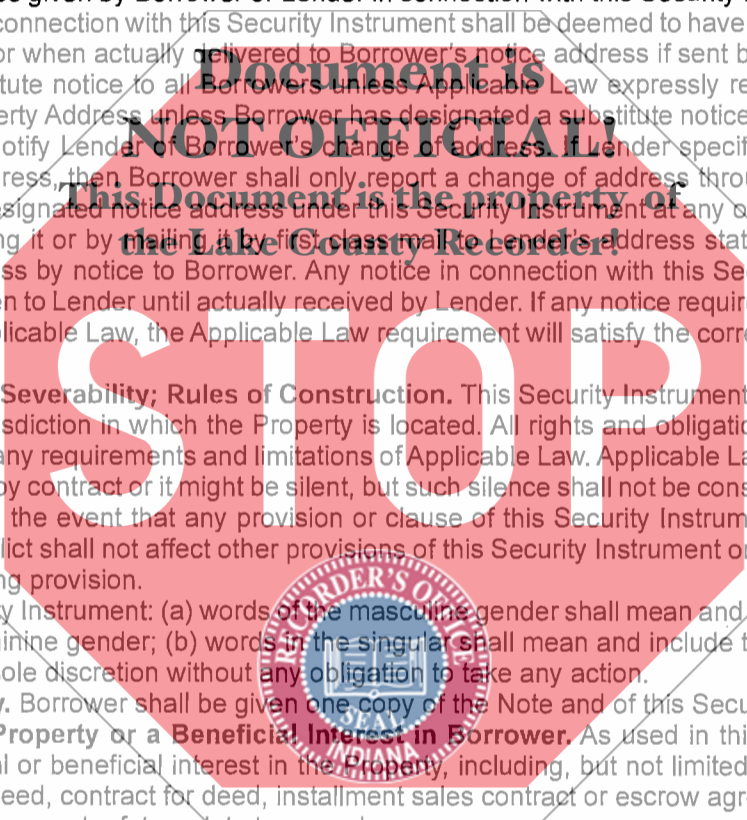 connection with this Security Instrument shall be deemed to have
or when actually delivered to Borrower's notice address if sent b
Document is
tute notice to all Borrowers unless Applicable Law expressly re
erty Address unless Borrower has designated a substitute notice
NOT OFFICIAL!
otify Lender of Borrower's change of address. If Lender specif
ress, then Borrower shall only report a change of address throu
This Document is the property of
signated notice address under this Security Instrument at any o
the Lake County Recorder!
ng it or by mailing it by first class mail to Lender's address stat
ss by notice to Borrower. Any notice in connection with this Se
n to Lender until actually received by Lender. If any notice requir
licable Law, the Applicable Law requirement will satisfy the corre
STOP
Severability; Rules of Construction. This Security Instrument
sdiction in which the Property is located. All rights and obligatio
any requirements and limitations of Applicable Law. Applicable La
by contract or it might be silent, but such silence shall not be cons
the event that any provision or clause of this Security Instrum
lict shall not affect other provisions of this Security Instrument or
ng provision.
y Instrument: (a) words of the masculine gender shall mean and
inine gender; (b) words in the singular shall mean and include t
ole discretion without any obligation to take any action.
y. Borrower shall be given one copy of the Note and of this Secu
Property or a Beneficial Interest in Borrower. As used in thi
l or beneficial interest in the Property, including, but not limited
eed, contract for deed, installment sales contract or escrow agr
RECORDER'S OFFICE
SEAL
INDIANA